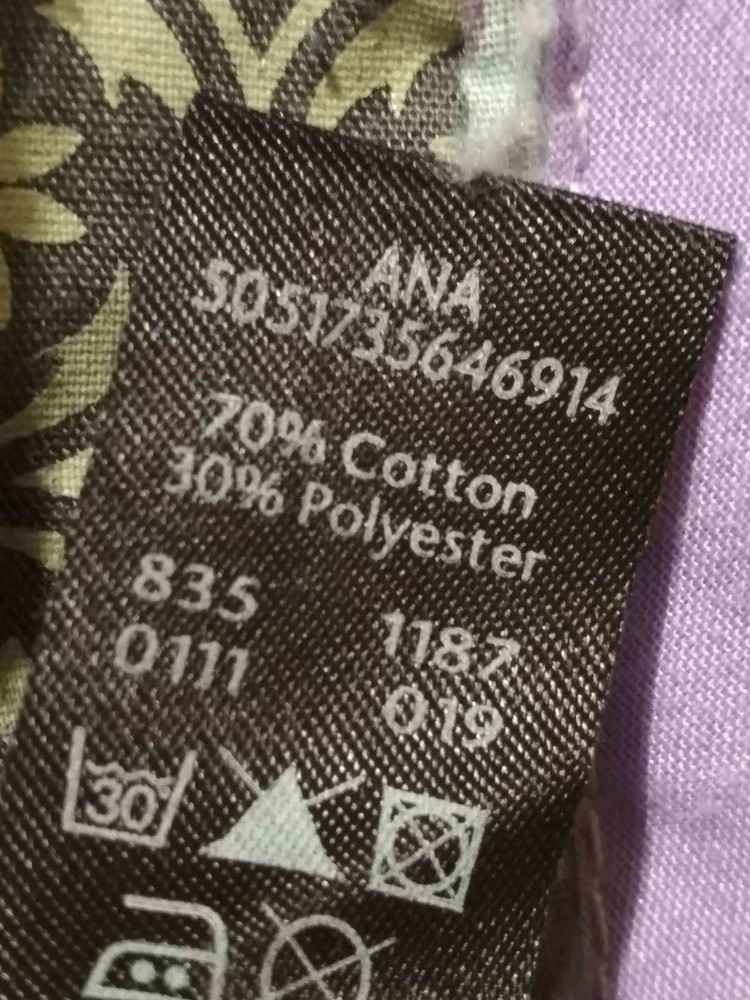 ANA
5051735646914
70% Cotton
30% Polyester
835 1187
0111 019
30